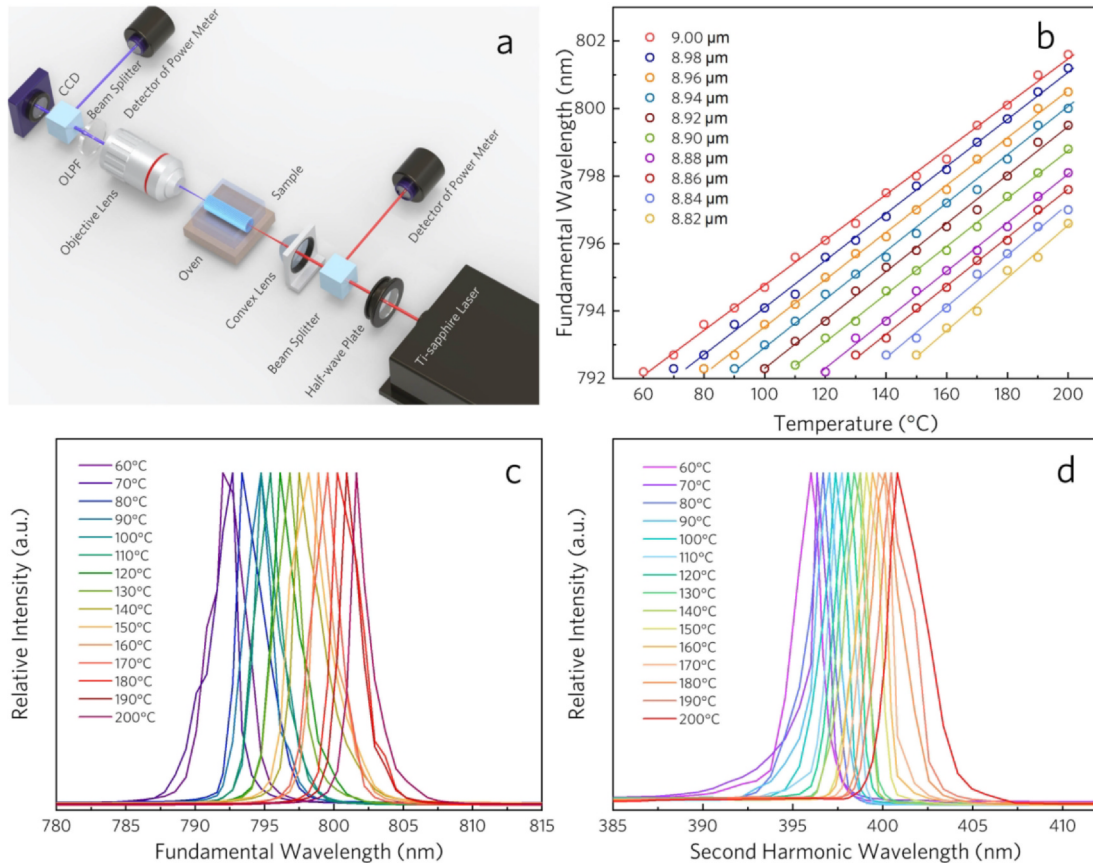 a
CCD
Beam Splitter
Detector of Power Meter
OLPF
Objective Lens
Sample
Oven
Detector of Power Meter
Convex Lens
Beam Splitter
Half-wave Plate
Ti-sapphire Laser
b
Fundamental Wavelength (nm)
802
800
798
796
794
792
9.00 µm
8.98 µm
8.96 µm
8.94 µm
8.92 µm
8.90 µm
8.88 µm
8.86 µm
8.84 µm
8.82 µm
60 80 100 120 140 160 180 200
Temperature (°C)
c
Relative Intensity (a.u.)
60°C
70°C
80°C
90°C
100°C
110°C
120°C
130°C
140°C
150°C
160°C
170°C
180°C
190°C
200°C
780 785 790 795 800 805 810 815
Fundamental Wavelength (nm)
d
Relative Intensity (a.u.)
60°C
70°C
80°C
90°C
100°C
110°C
120°C
130°C
140°C
150°C
160°C
170°C
180°C
190°C
200°C
385 390 395 400 405 410
Second Harmonic Wavelength (nm)